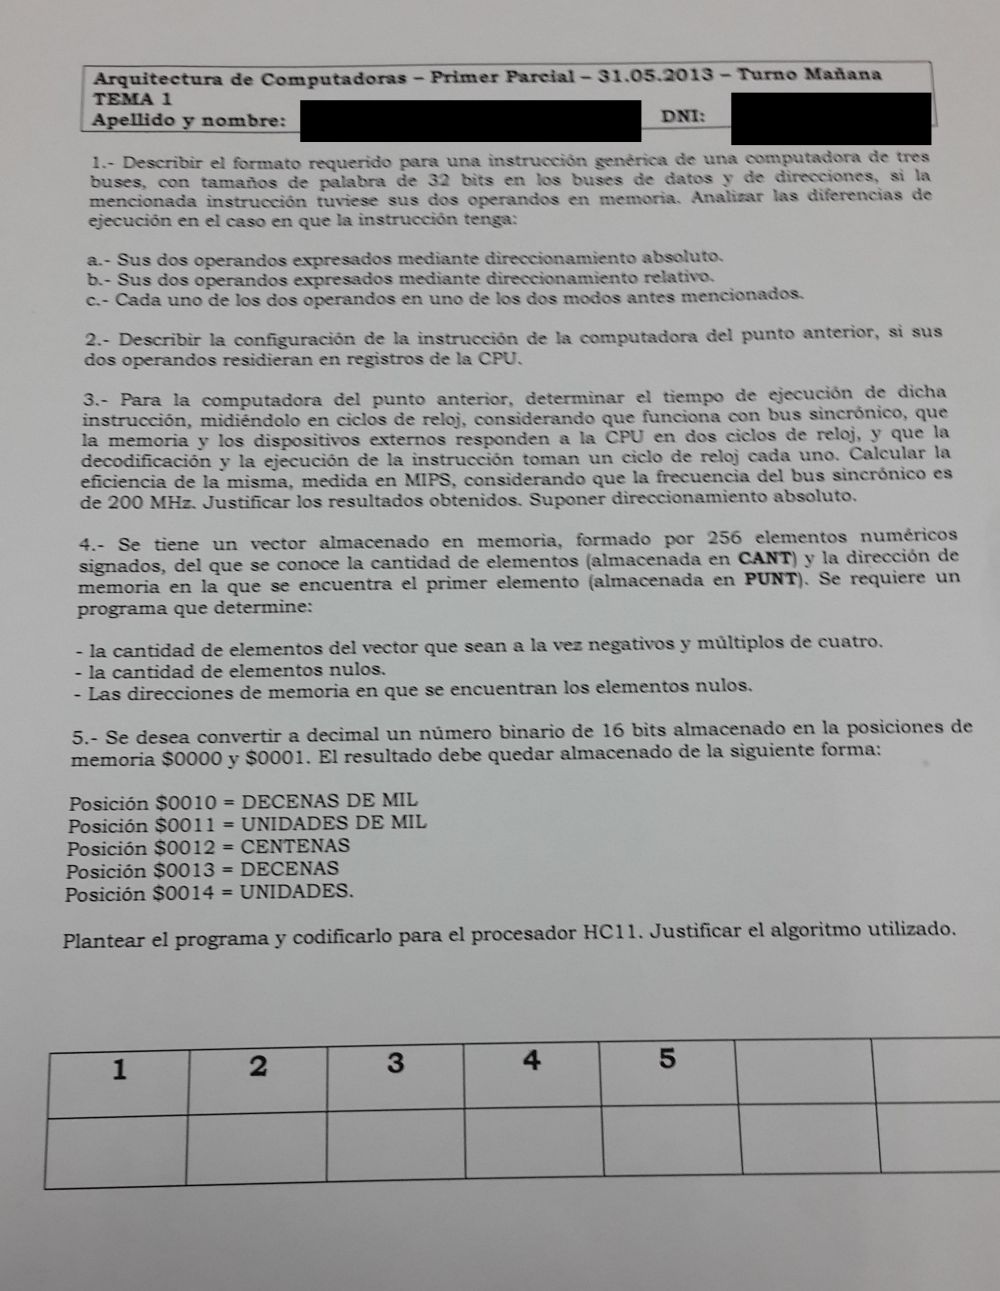 Arquitectura de Computadoras – Primer Parcial – 31.05.2013 – Turno Mañana
TEMA 1
Apellido y nombre: DNI:
1.- Describir el formato requerido para una instrucción genérica de una computadora de tres
buses, con tamaños de palabra de 32 bits en los buses de datos y de direcciones, si la
mencionada instrucción tuviese sus dos operandos en memoria. Analizar las diferencias de
ejecución en el caso en que la instrucción tenga:
a.- Sus dos operandos expresados mediante direccionamiento absoluto.
b.- Sus dos operandos expresados mediante direccionamiento relativo.
c.- Cada uno de los dos operandos en uno de los dos modos antes mencionados.
2.- Describir la configuración de la instrucción de la computadora del punto anterior, si sus
dos operandos residieran en registros de la CPU.
3.- Para la computadora del punto anterior, determinar el tiempo de ejecución de dicha
instrucción, midiéndolo en ciclos de reloj, considerando que funciona con bus sincrónico, que
la memoria y los dispositivos externos responden a la CPU en dos ciclos de reloj, y que la
decodificación y la ejecución de la instrucción toman un ciclo de reloj cada uno. Calcular la
eficiencia de la misma, medida en MIPS, considerando que la frecuencia del bus sincrónico es
de 200 MHz. Justificar los resultados obtenidos. Suponer direccionamiento absoluto.
4.- Se tiene un vector almacenado en memoria, formado por 256 elementos numéricos
signados, del que se conoce la cantidad de elementos (almacenada en CANT) y la dirección de
memoria en la que se encuentra el primer elemento (almacenada en PUNT). Se requiere un
programa que determine:
- la cantidad de elementos del vector que sean a la vez negativos y múltiplos de cuatro.
- la cantidad de elementos nulos.
- Las direcciones de memoria en que se encuentran los elementos nulos.
5.- Se desea convertir a decimal un número binario de 16 bits almacenado en la posiciones de
memoria $0000 y $0001. El resultado debe quedar almacenado de la siguiente forma:
Posición $0010 = DECENAS DE MIL
Posición $0011 = UNIDADES DE MIL
Posición $0012 = CENTENAS
Posición $0013 = DECENAS
Posición $0014 = UNIDADES.
Plantear el programa y codificarlo para el procesador HC11. Justificar el algoritmo utilizado.
1 2 3 4 5